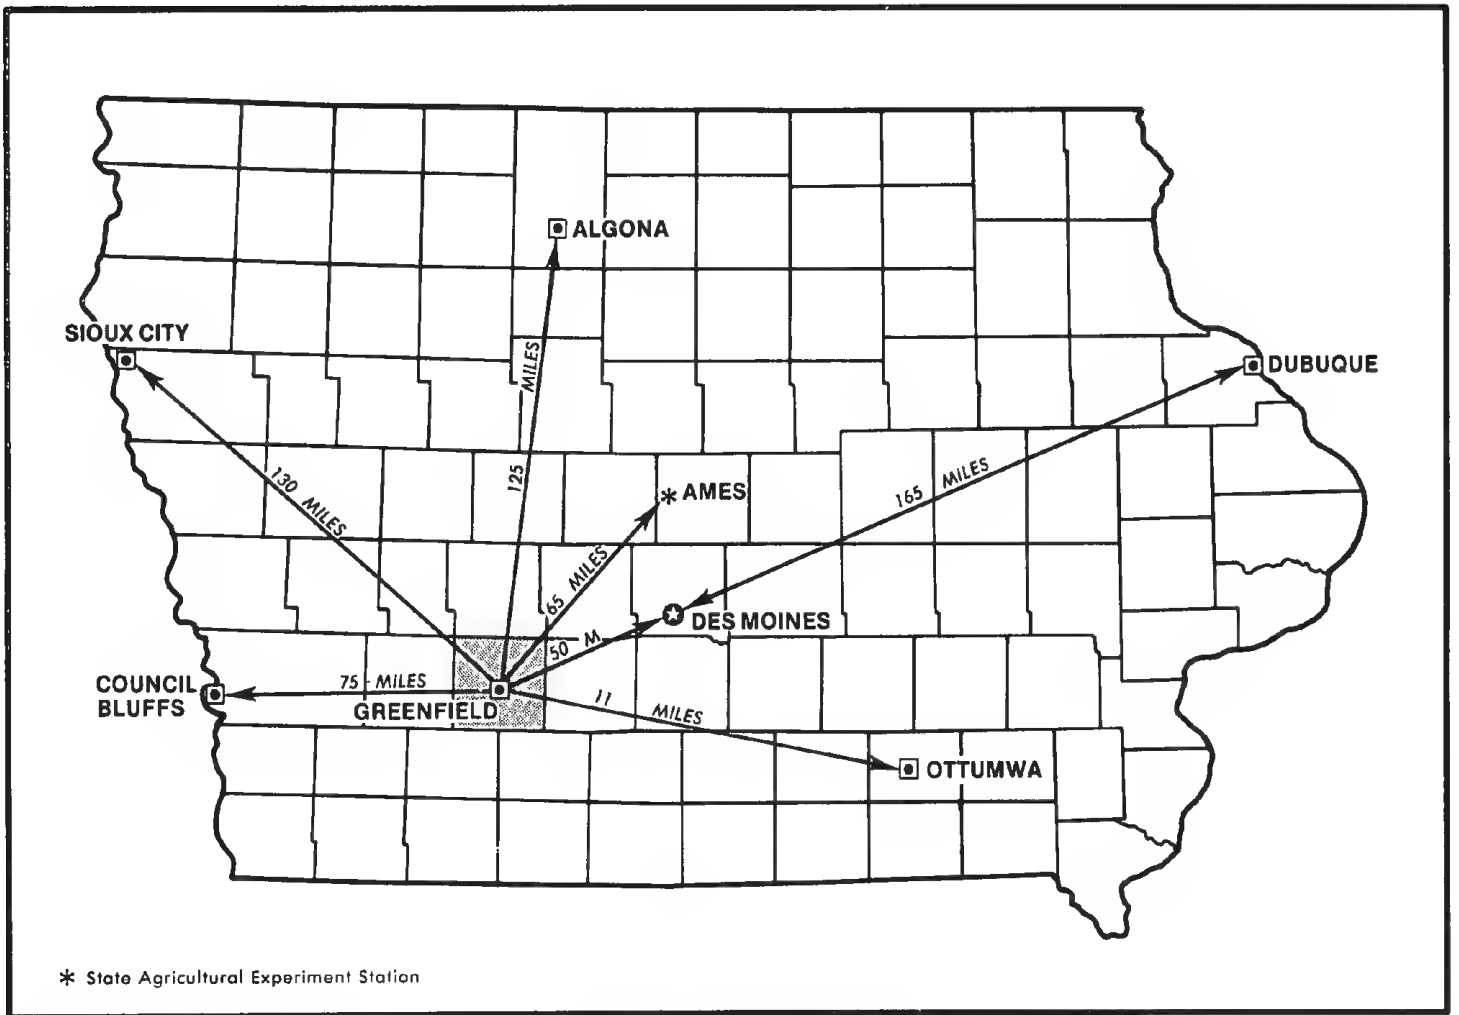 ALGONA
SIOUX CITY
DUBUQUE
MILES
125
130 MILES
165 MILES
* AMES
65 MILES
DES MOINES
50 M.
COUNCIL
BLUFFS
75 MILES
GREENFIELD
11 MILES
OTTUMWA
* State Agricultural Experiment Station